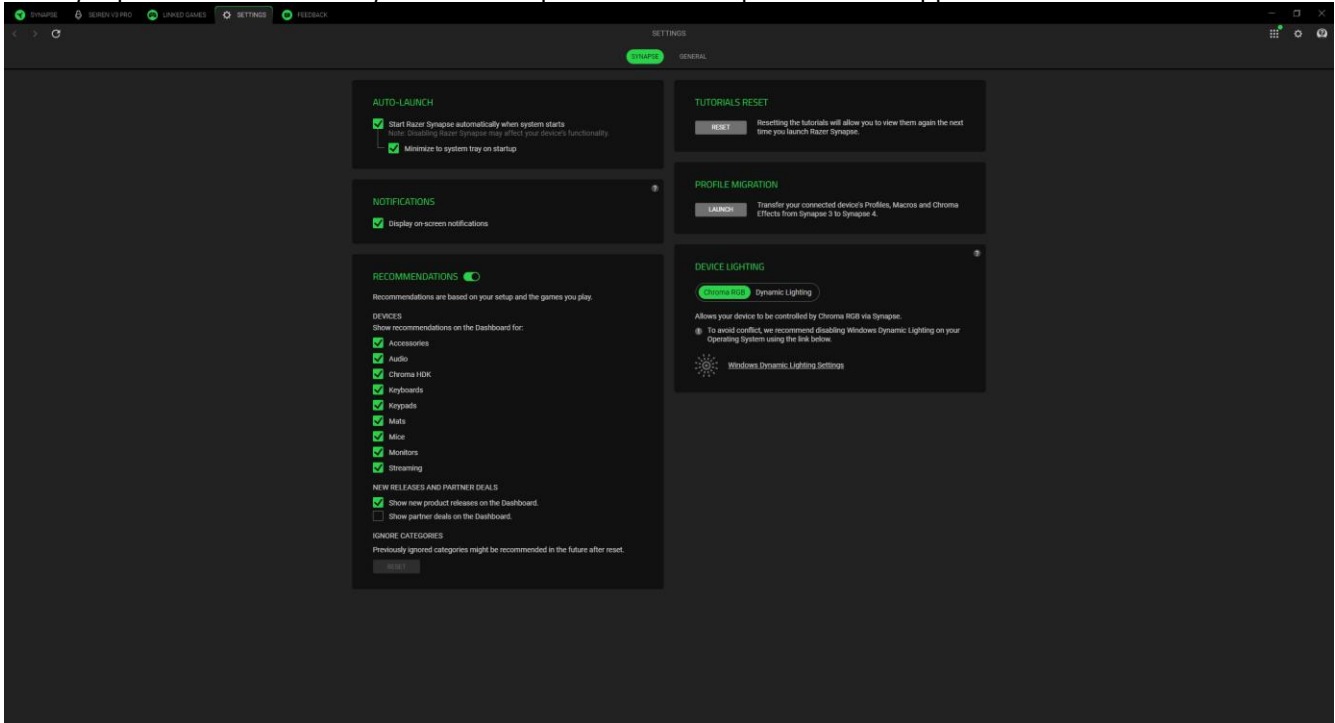 SYNAPSE
SEIREN V3 PRO
LINKED GAMES
SETTINGS
FEEDBACK
SETTINGS
SYNAPSE
GENERAL
AUTO-LAUNCH
Start Razer Synapse automatically when system starts
Note: Disabling Razer Synapse may affect your device's functionality.
Minimize to system tray on startup
NOTIFICATIONS
Display on-screen notifications
RECOMMENDATIONS
Recommendations are based on your setup and the games you play.
DEVICES
Show recommendations on the Dashboard for:
Accessories
Audio
Chroma HDK
Keyboards
Keypads
Mats
Mice
Monitors
Streaming
NEW RELEASES AND PARTNER DEALS
Show new product releases on the Dashboard.
Show partner deals on the Dashboard.
IGNORE CATEGORIES
Previously ignored categories might be recommended in the future after reset.
RESET
TUTORIALS RESET
RESET
Resetting the tutorials will allow you to view them again the next
time you launch Razer Synapse.
PROFILE MIGRATION
LAUNCH
Transfer your connected device's Profiles, Macros and Chroma
Effects from Synapse 3 to Synapse 4.
DEVICE LIGHTING
Chroma RGB
Dynamic Lighting
Allows your device to be controlled by Chroma RGB via Synapse.
To avoid conflict, we recommend disabling Windows Dynamic Lighting on your
Operating System using the link below.
Windows Dynamic Lighting Settings